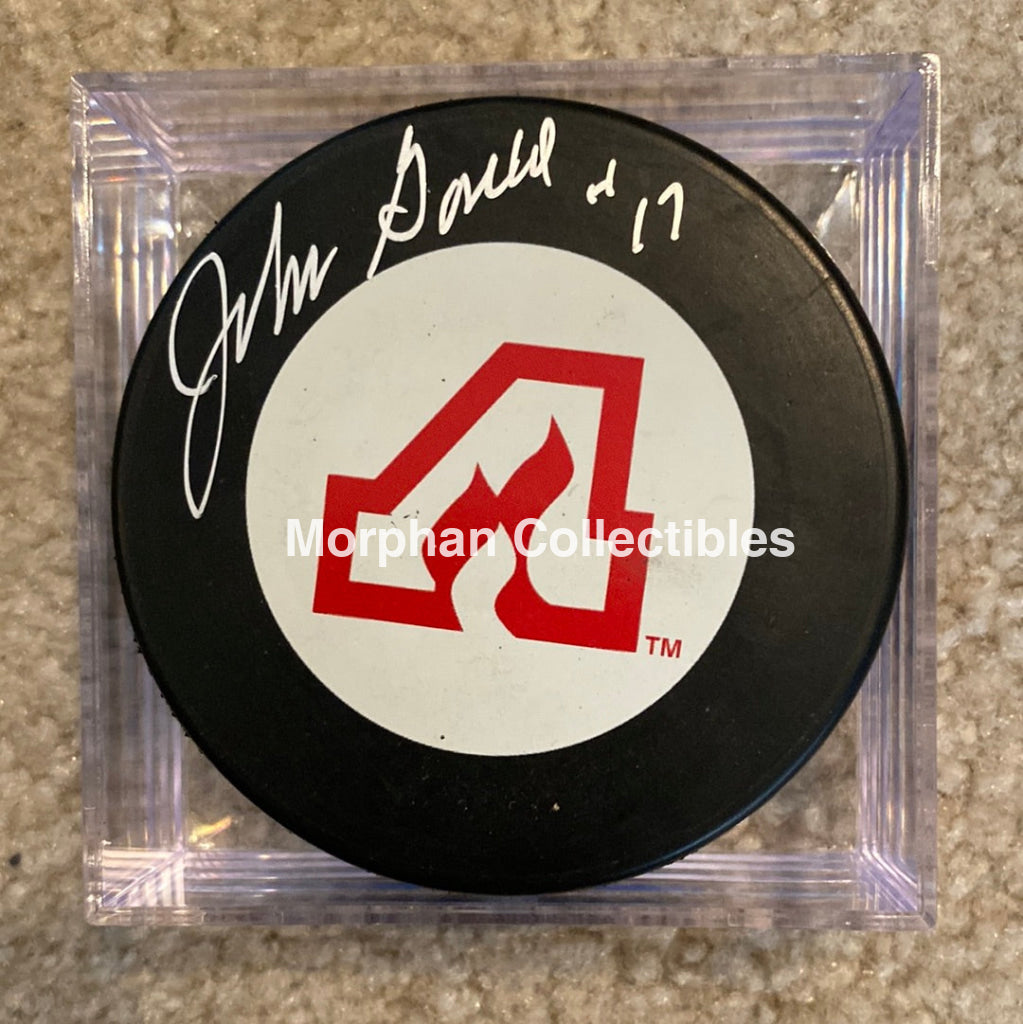 John Gould #17
Morphan Collectibles
TM